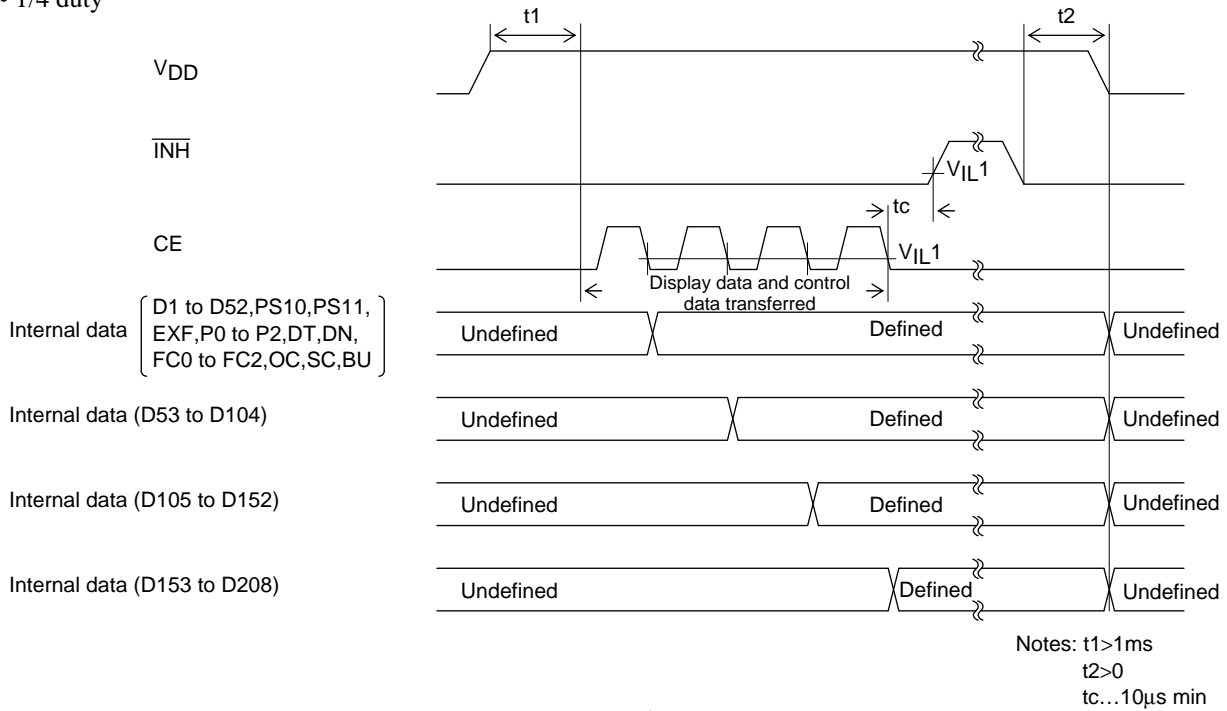 • 1/4 duty
t1
t2
VDD
INH
VIL1
tc
CE
VIL1
Display data and control
data transferred
Internal data
D1 to D52,PS10,PS11,
EXF,P0 to P2,DT,DN,
FC0 to FC2,OC,SC,BU
Undefined
Defined
Undefined
Internal data (D53 to D104)
Undefined
Defined
Undefined
Internal data (D105 to D152)
Undefined
Defined
Undefined
Internal data (D153 to D208)
Undefined
Defined
Undefined
Notes: t1>1ms
t2>0
tc…10μs min